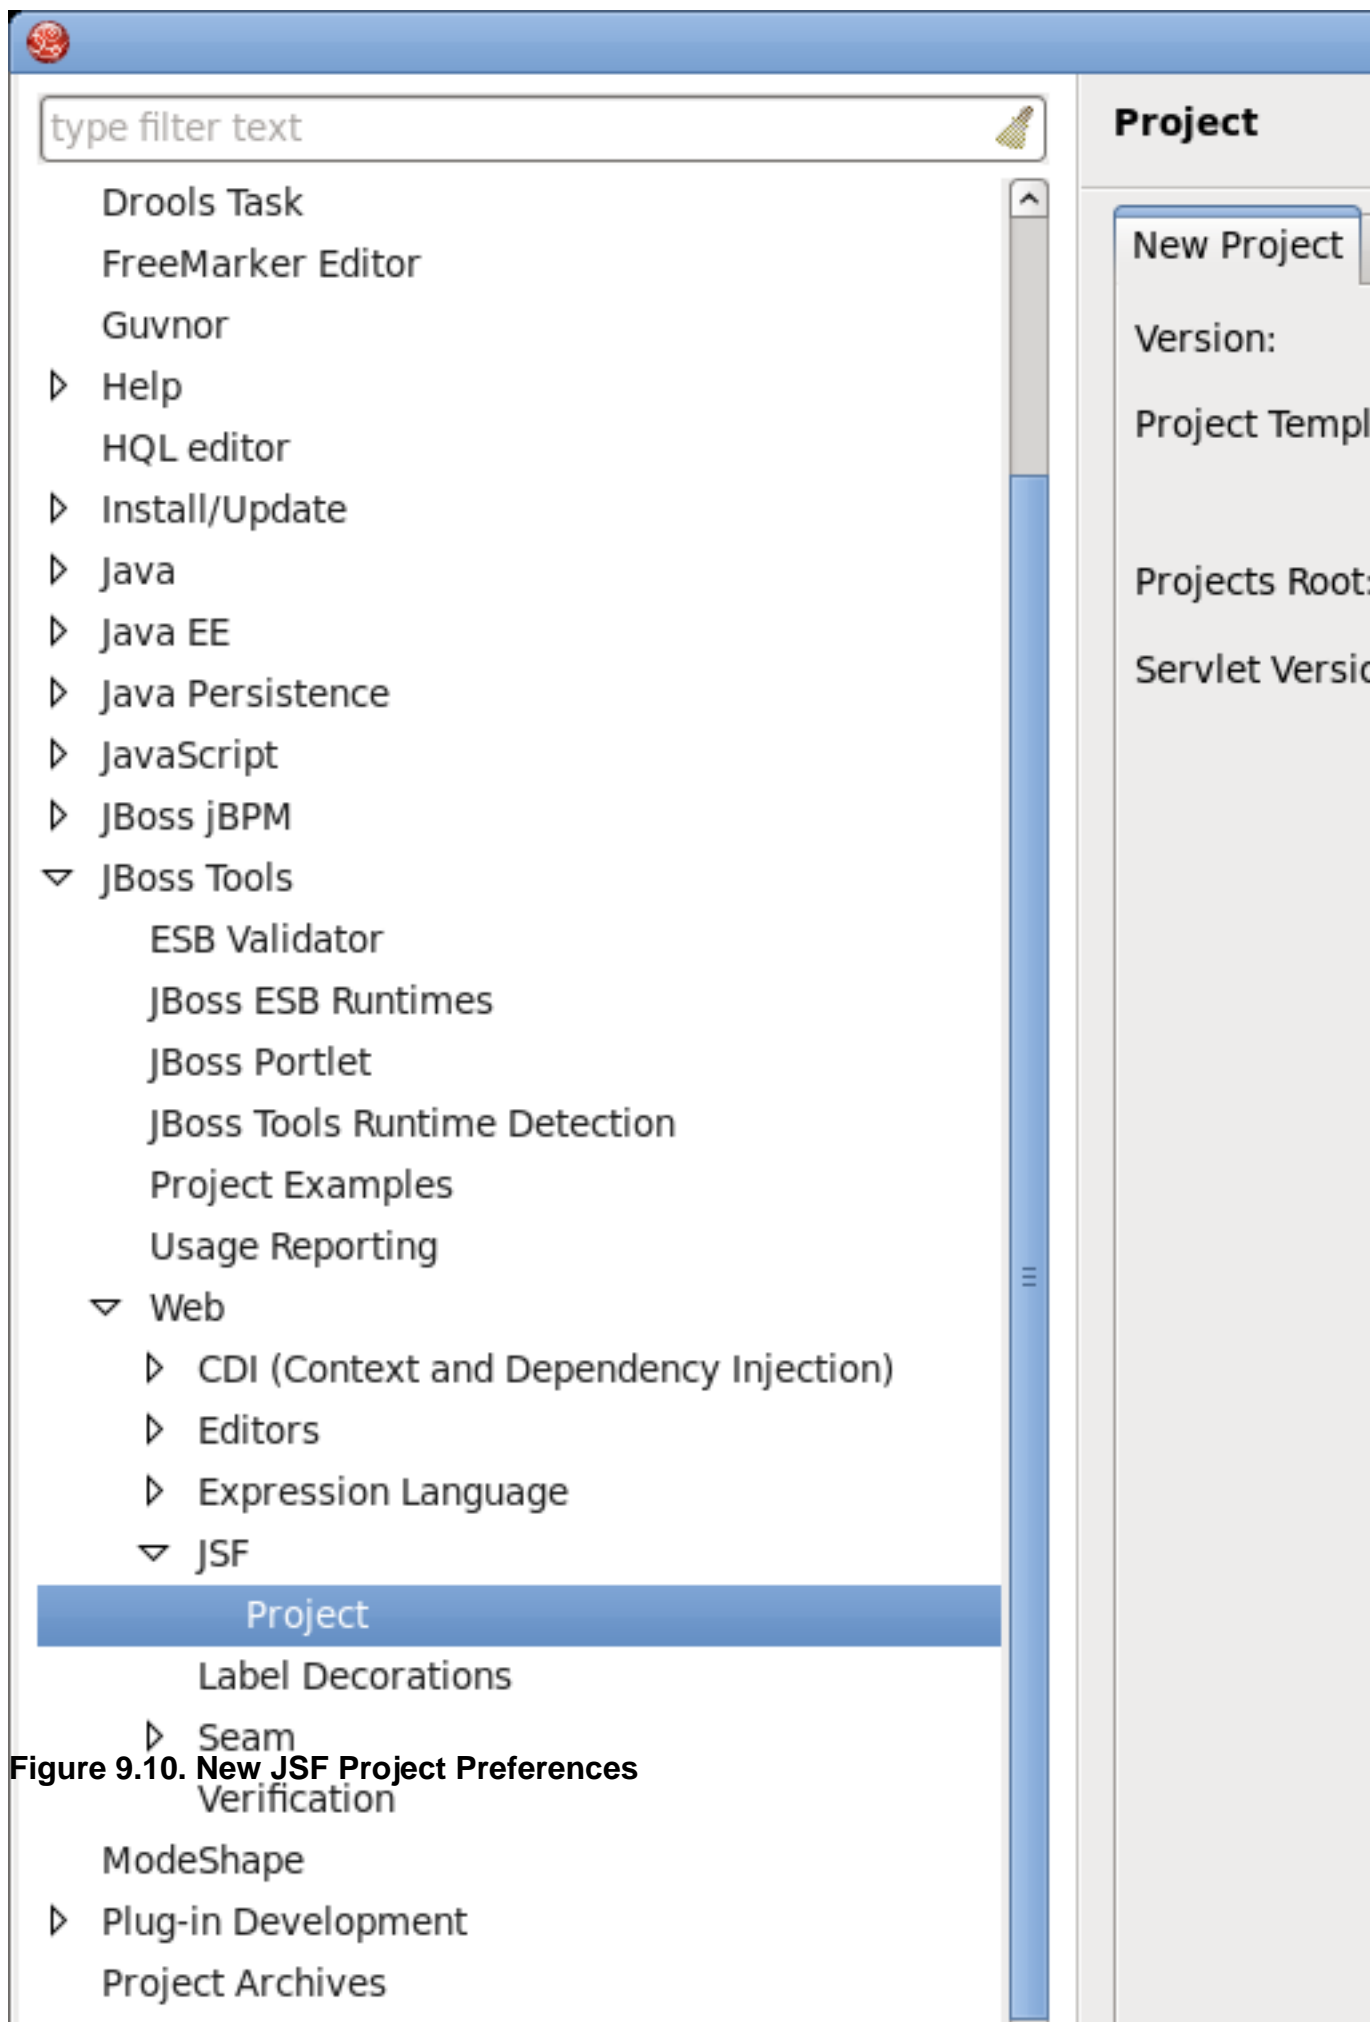 type filter text
Drools Task
FreeMarker Editor
Guvnor
Help
HQL editor
Install/Update
Java
Java EE
Java Persistence
JavaScript
JBoss jBPM
JBoss Tools
ESB Validator
JBoss ESB Runtimes
JBoss Portlet
JBoss Tools Runtime Detection
Project Examples
Usage Reporting
Web
CDI (Context and Dependency Injection)
Editors
Expression Language
JSF
Project
Label Decorations
Seam
Figure 9.10. New JSF Project Preferences
Verification
ModeShape
Plug-in Development
Project Archives
Project
New Project
Version:
Project Templ
Projects Root:
Servlet Versio